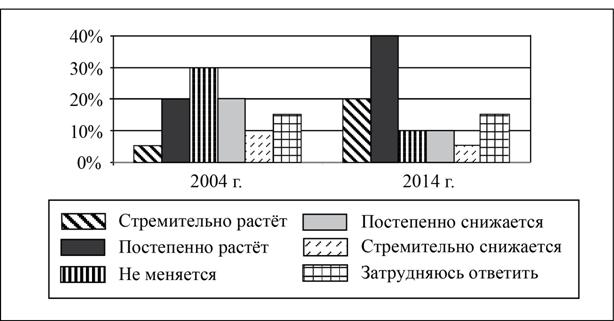 40%
30%
20%
10%
0%
2004 г.
2014 г.
Стремительно растёт
Постепенно снижается
Постепенно растёт
Стремительно снижается
Не меняется
Затрудняюсь ответить